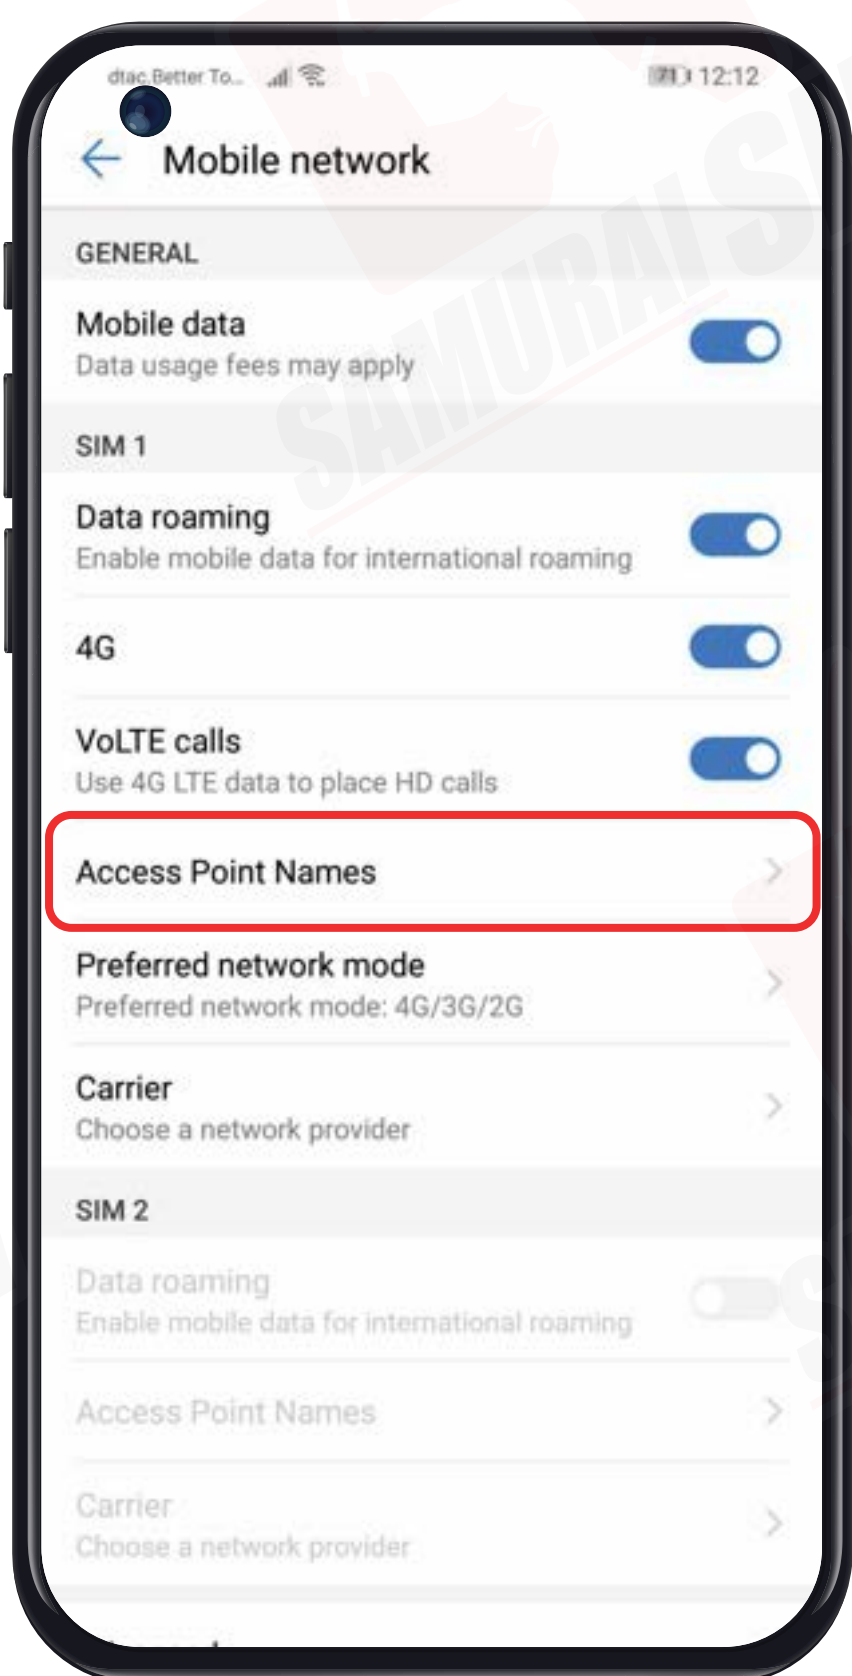 dtac.Better To...
71 12:12
Mobile network
GENERAL
Mobile data
Data usage fees may apply
SIM 1
Data roaming
Enable mobile data for international roaming
4G
VoLTE calls
Use 4G LTE data to place HD calls
Access Point Names
Preferred network mode
Preferred network mode: 4G/3G/2G
Carrier
Choose a network provider
SIM 2
Data roaming
Enable mobile data for international roaming
Access Point Names
Carrier
Choose a network provider
SAMURAI